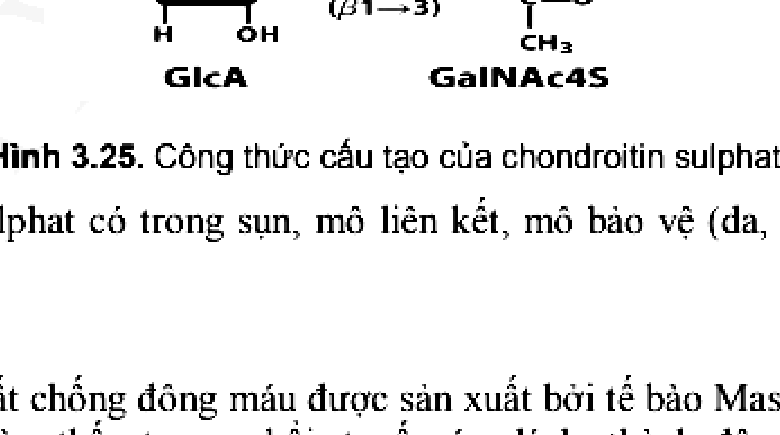 (β1→3)
H OH
CH₃
GlcA GalNAc4S
Hình 3.25. Công thức cấu tạo của chondroitin sulphat
lphat có trong sụn, mô liên kết, mô bảo vệ (da,
ất chống đông máu được sản xuất bởi tế bào Mas